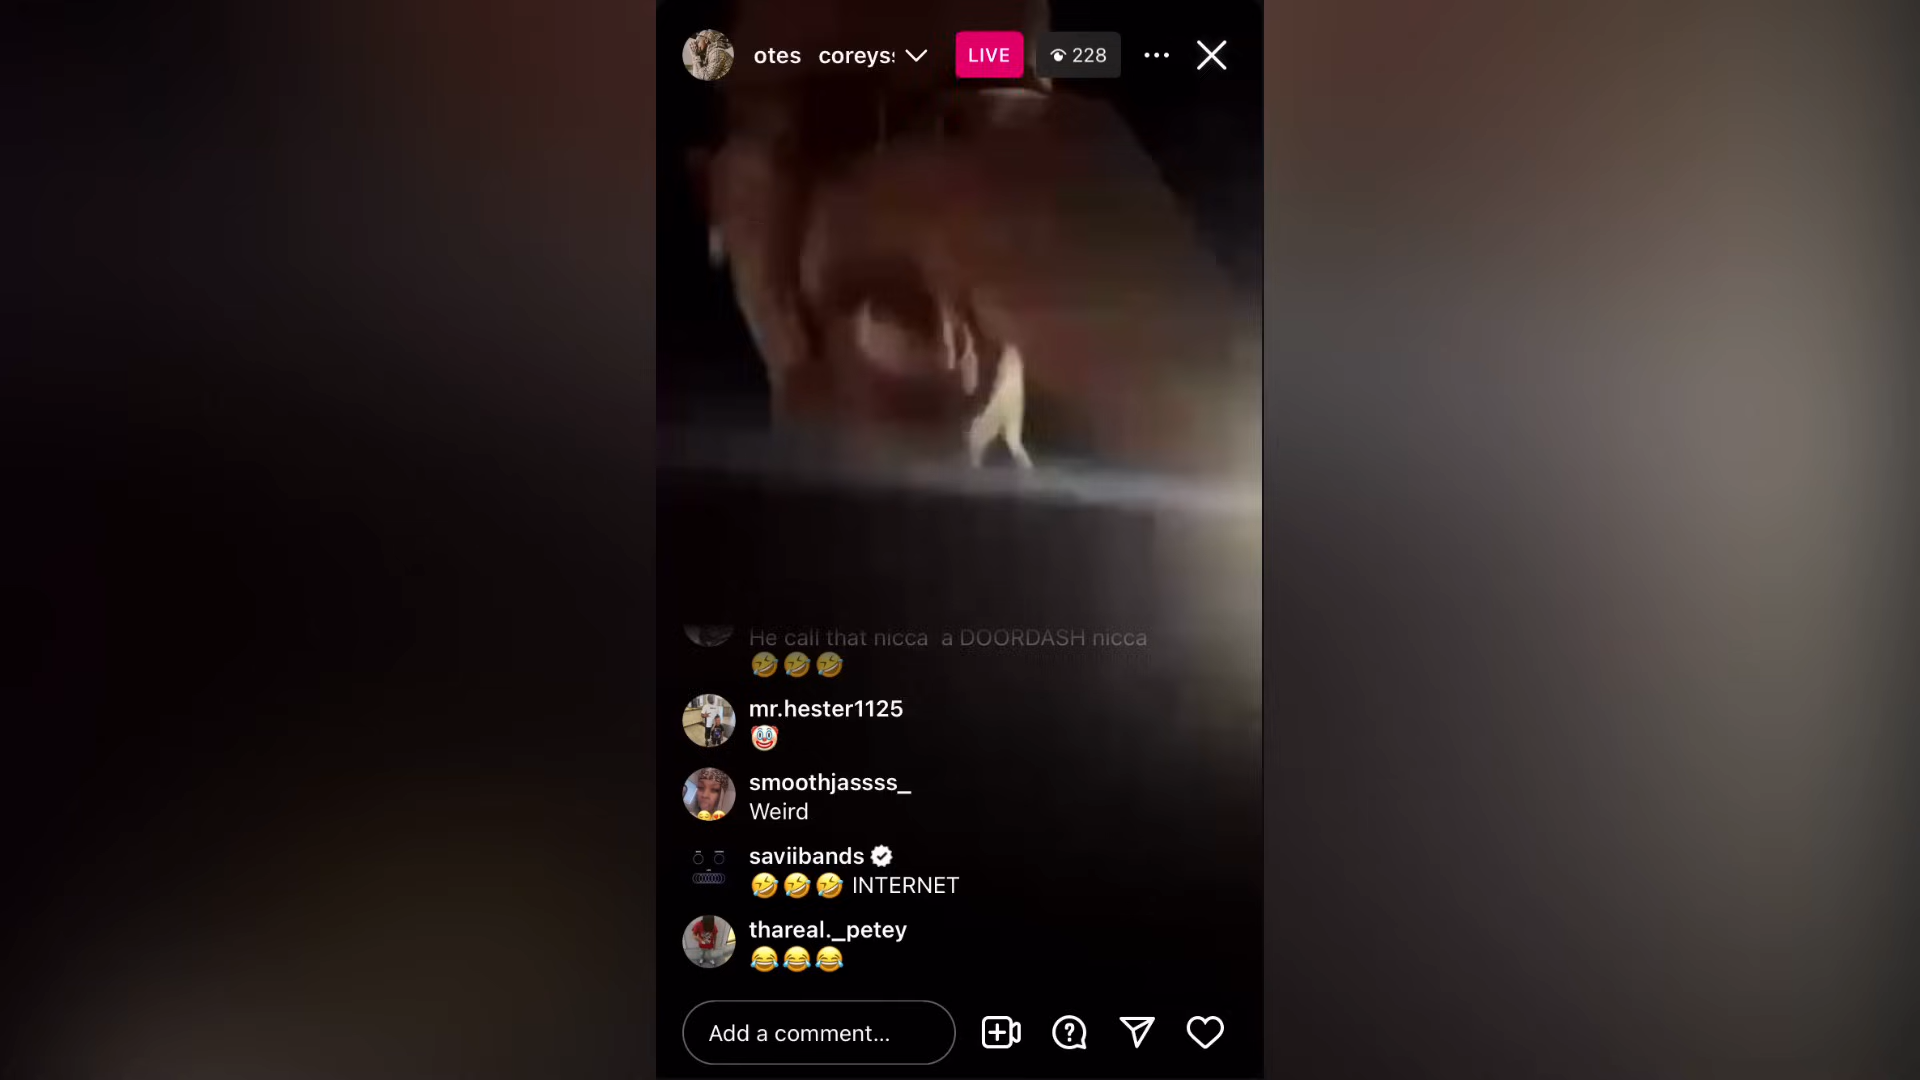 otes coreys:
LIVE
228
He call that nicca a DOORDASH nicca
🤣🤣🤣
mr.hester1125
🤡
smoothjassss_
Weird
saviibands
🤣🤣🤣 INTERNET
thareal._petey
😂😂😂
Add a comment...